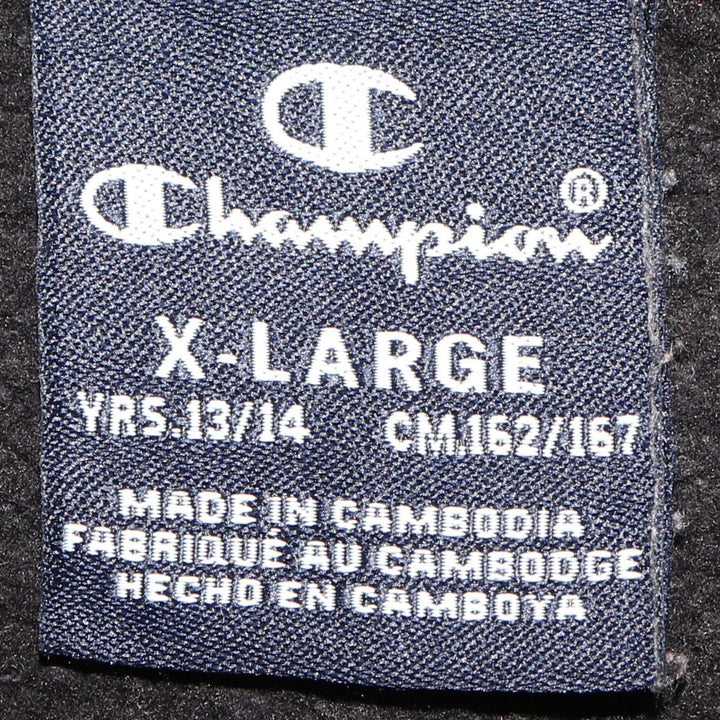 Champion®
X-LARGE
YRS.13/14 CM.162/167
MADE IN CAMBODIA
FABRIQUÉ AU CAMBODGE
HECHO EN CAMBOYA